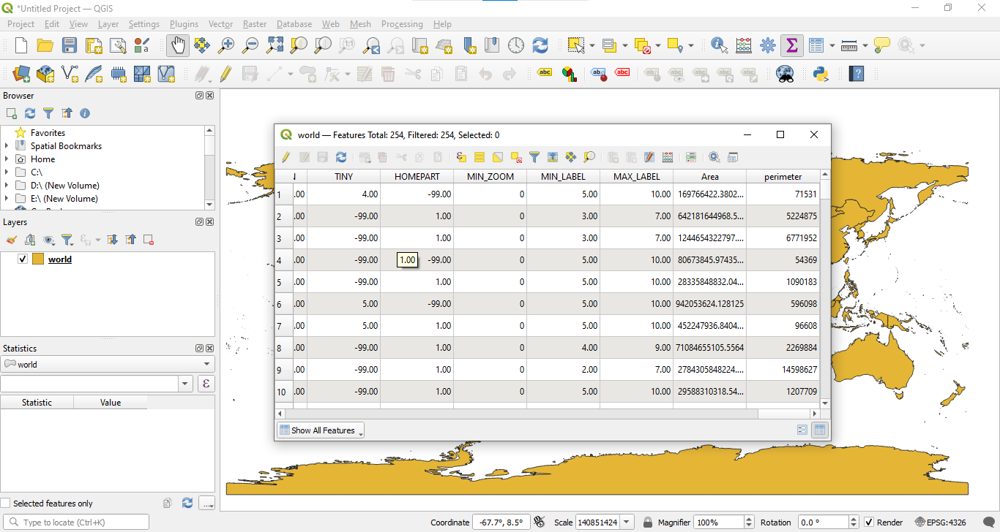 *Untitled Project — QGIS
Project Edit View Layer Settings Plugins Vector Raster Database Web Mesh Processing Help
Browser
Favorites
Spatial Bookmarks
Home
C:\
D:\ (New Volume)
E:\ (New Volume)
Layers
world
Statistics
world
Statistic Value
Selected features only
Type to locate (Ctrl+K)
world — Features Total: 254, Filtered: 254, Selected: 0
TINY HOMEPART MIN_ZOOM MIN_LABEL MAX_LABEL Area perimeter
1 .00 4.00 -99.00 0 5.00 10.00 169766422.3802... 71531
2 .00 -99.00 1.00 0 3.00 7.00 642181644968.5... 5224875
3 .00 -99.00 1.00 0 3.00 7.00 1244654322797.... 6771952
4 .00 -99.00 1.00 -99.00 0 5.00 10.00 80673845.97435... 54369
5 .00 -99.00 1.00 0 5.00 10.00 28335848832.04... 1090183
6 .00 5.00 -99.00 0 5.00 10.00 942053624.128125 596098
7 .00 5.00 1.00 0 5.00 10.00 452247936.8404... 96608
8 .00 -99.00 1.00 0 4.00 9.00 71084655105.5564 2269884
9 .00 -99.00 1.00 0 2.00 7.00 2784305848224.... 14598627
10 .00 -99.00 1.00 0 5.00 10.00 29588310318.54... 1207709
Show All Features
Coordinate -67.7°, 8.5° Scale 140851424 Magnifier 100% Rotation 0.0 ° Render EPSG:4326